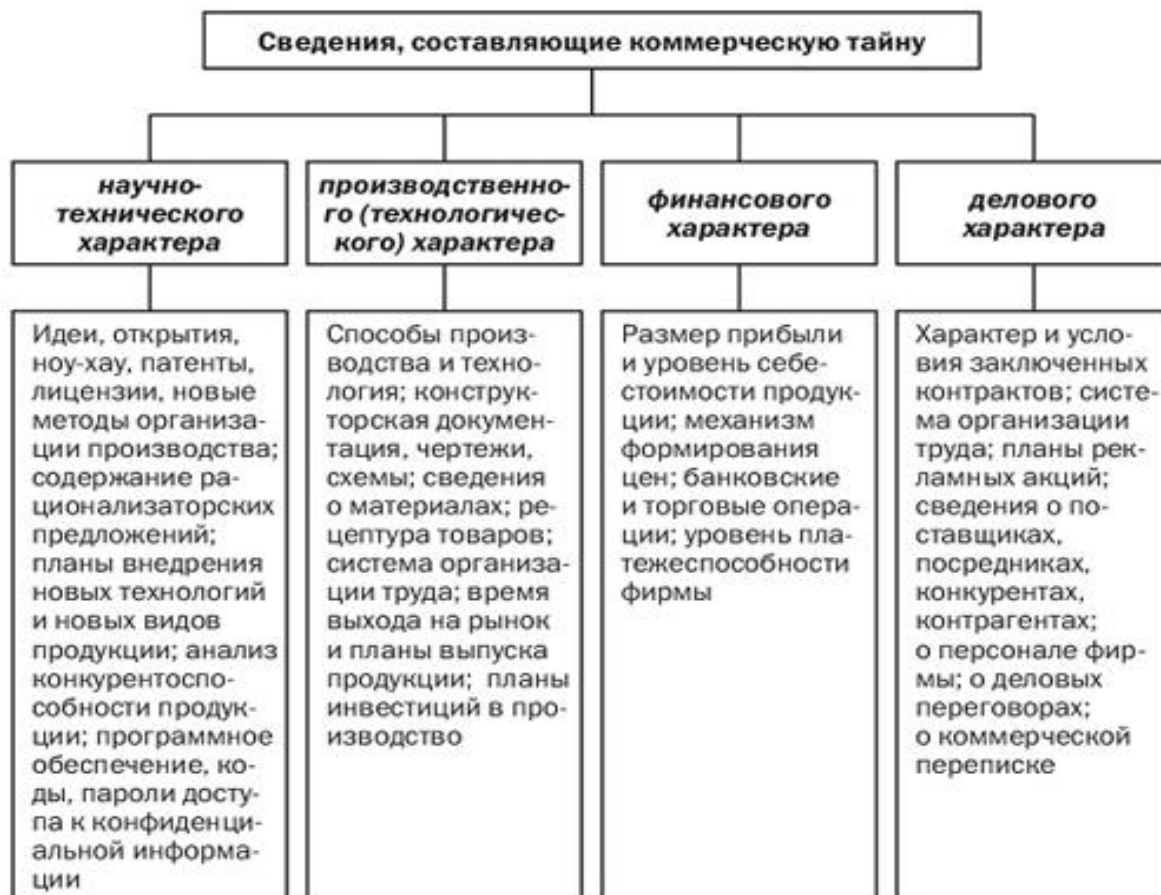 Сведения, составляющие коммерческую тайну
научно-
технического
характера
производственно-
го (технологичес-
кого) характера
финансового
характера
делового
характера
Идеи, открытия,
ноу-хау, патенты,
лицензии, новые
методы организа-
ции производства;
содержание ра-
ционализаторских
предложений;
планы внедрения
новых технологий
и новых видов
продукции; анализ
конкурентоспо-
собности продук-
ции; программное
обеспечение, ко-
ды, пароли досту-
па к конфиденци-
альной информа-
ции
Способы произ-
водства и техно-
логия; конструк-
торская докумен-
тация, чертежи,
схемы; сведения
о материалах; ре-
цептура товаров;
система организа-
ции труда; время
выхода на рынок
и планы выпуска
продукции; планы
инвестиций в про-
изводство
Размер прибыли
и уровень себе-
стоимости продук-
ции; механизм
формирования
цен; банковские
и торговые опера-
ции; уровень пла-
тежеспособности
фирмы
Характер и усло-
вия заключенных
контрактов; систе-
ма организации
труда; планы рек-
ламных акций;
сведения о по-
ставщиках,
посредниках,
конкурентах,
контрагентах;
о персонале фир-
мы; о деловых
переговорах;
о коммерческой
переписке